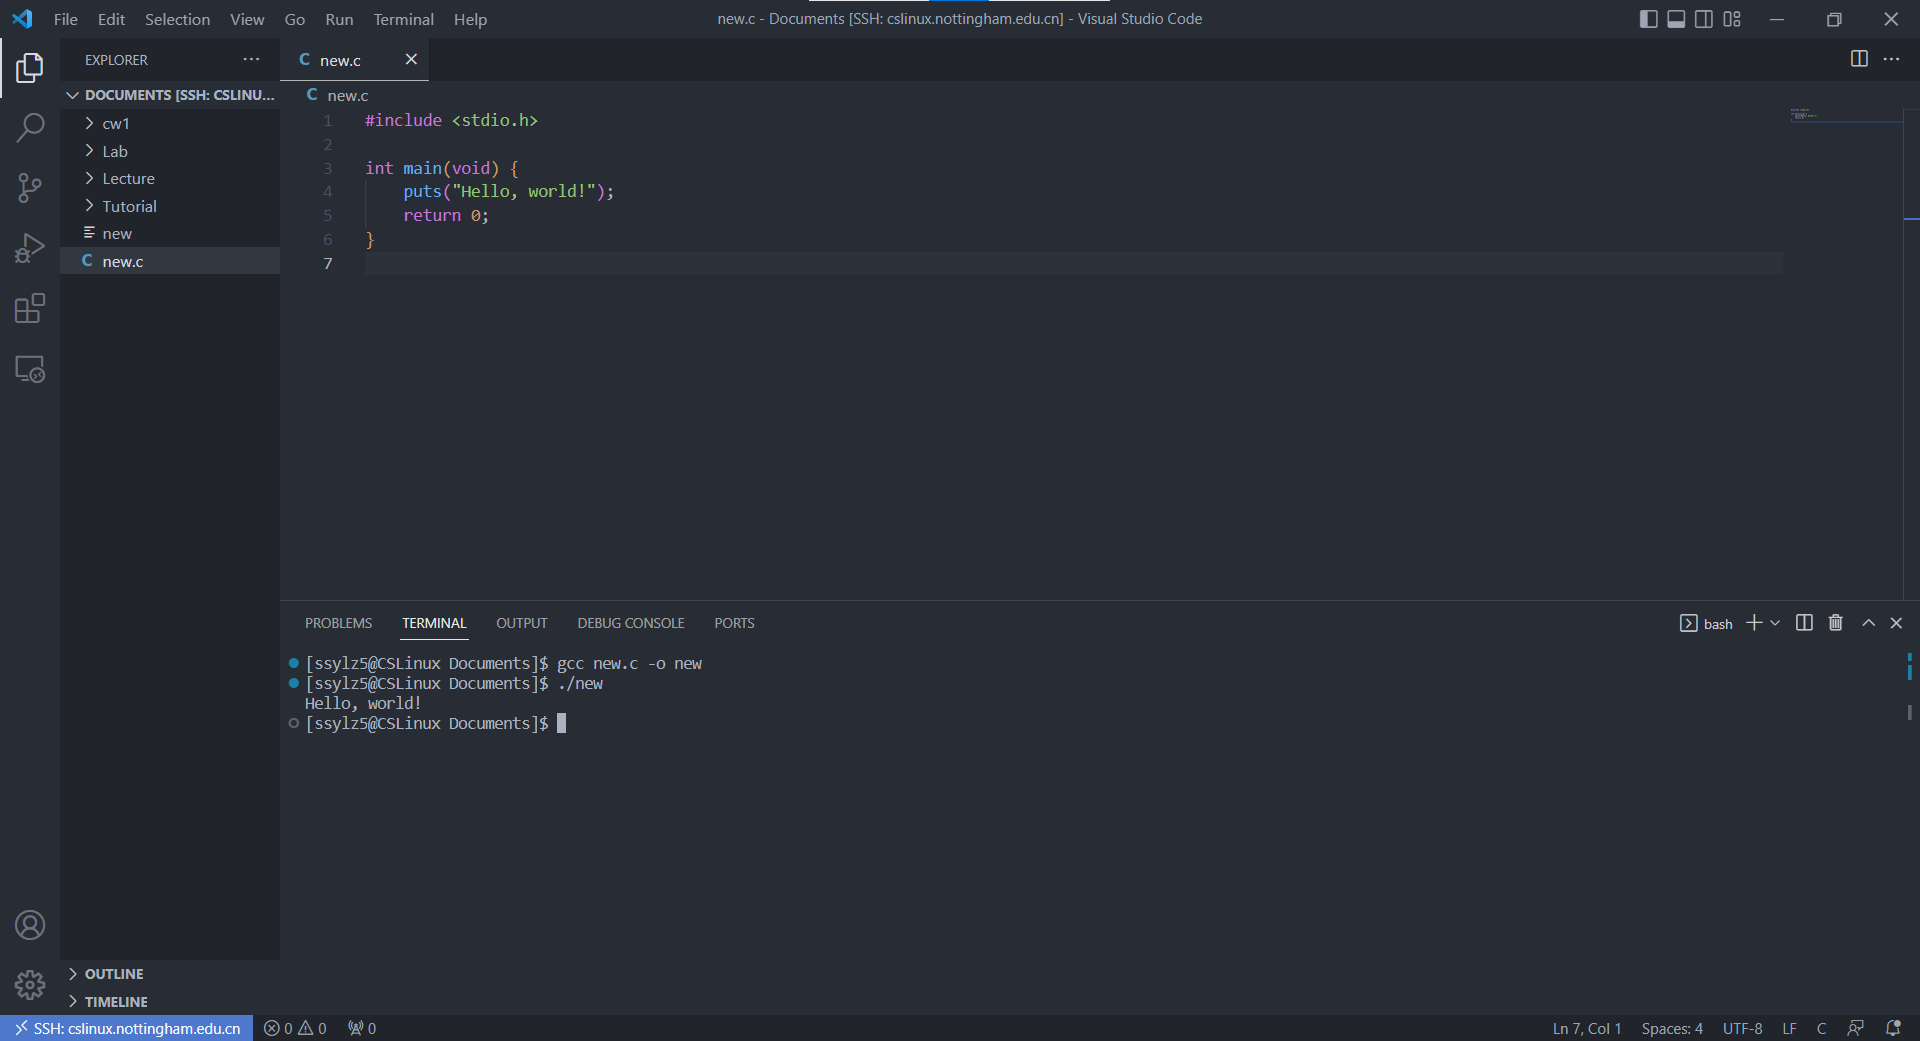 File Edit Selection View Go Run Terminal Help
new.c - Documents [SSH: cslinux.nottingham.edu.cn] - Visual Studio Code
EXPLORER
DOCUMENTS [SSH: CSLINU...
cw1
Lab
Lecture
Tutorial
new
C new.c
C new.c
C new.c
1 #include <stdio.h>
2
3 int main(void) {
4 puts("Hello, world!");
5 return 0;
6 }
7
PROBLEMS TERMINAL OUTPUT DEBUG CONSOLE PORTS
bash
[ssylz5@CSLinux Documents]$ gcc new.c -o new
[ssylz5@CSLinux Documents]$ ./new
Hello, world!
[ssylz5@CSLinux Documents]$
OUTLINE
TIMELINE
SSH: cslinux.nottingham.edu.cn 0 0 0
Ln 7, Col 1 Spaces: 4 UTF-8 LF C